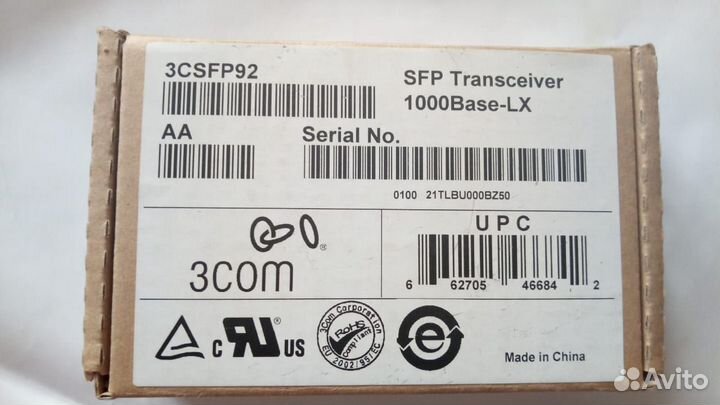 3CSFP92
SFP Transceiver
1000Base-LX
AA
Serial No.
0100 21TLBU000BZ50
UPC
6 62705 46684 2
®
3COM
c RU US
3Com Corporation
RoHS
Compliant
EU 2002/95/EC
e
Made in China
Avito